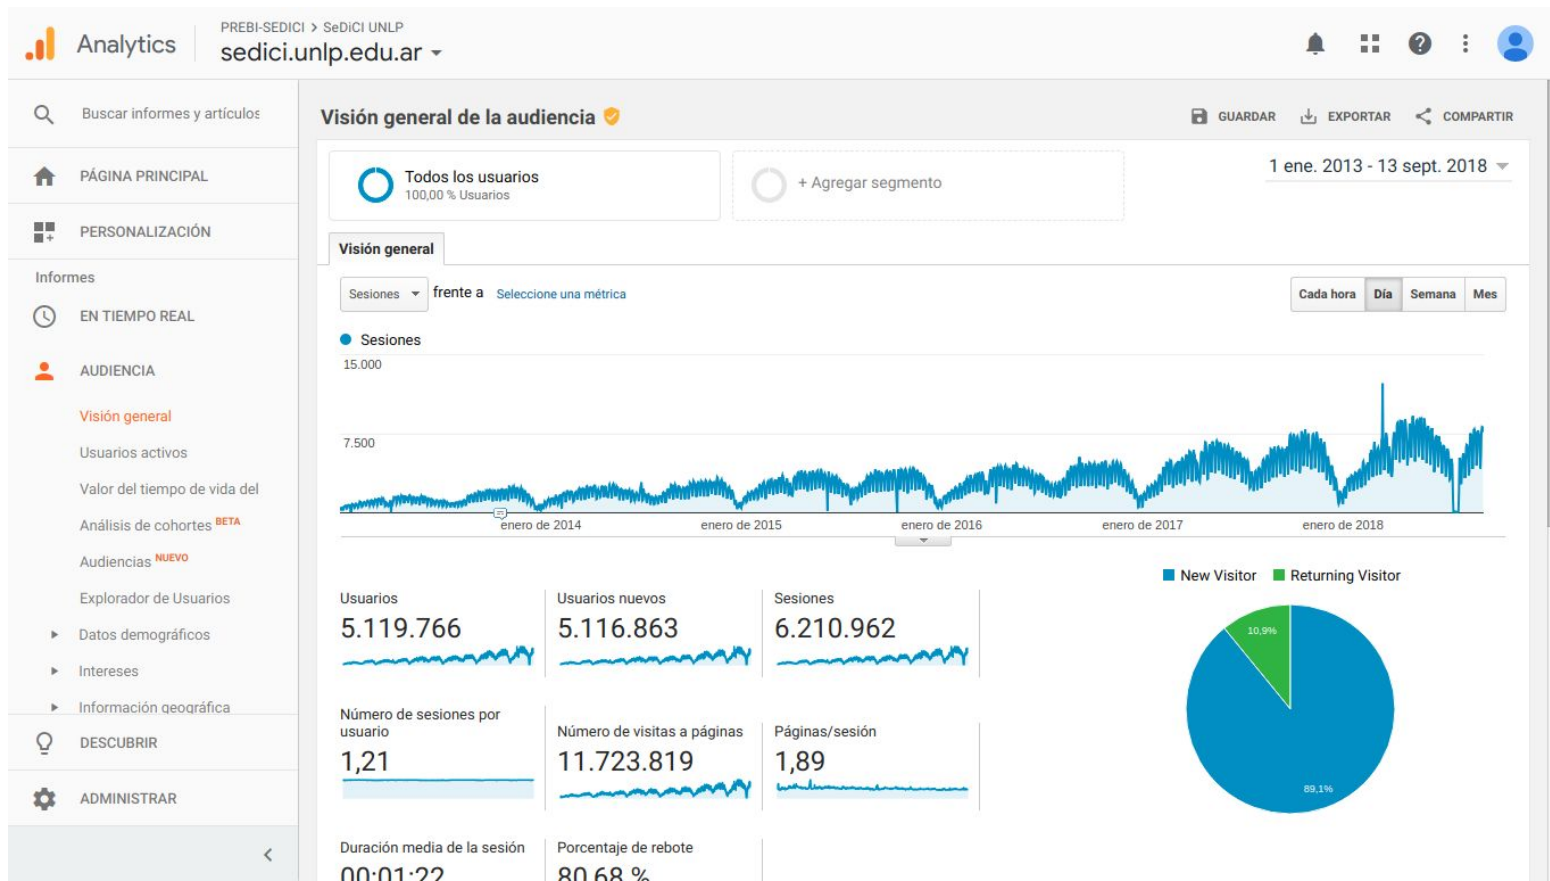 Analytics
PREBI-SEDICI > SeDiCI UNLP
sedici.unlp.edu.ar
Buscar informes y artículos
PÁGINA PRINCIPAL
PERSONALIZACIÓN
Informes
EN TIEMPO REAL
AUDIENCIA
Visión general
Usuarios activos
Valor del tiempo de vida del
Análisis de cohortes BETA
Audiencias NUEVO
Explorador de Usuarios
Datos demográficos
Intereses
Información geográfica
DESCUBRIR
ADMINISTRAR
Visión general de la audiencia
GUARDAR
EXPORTAR
COMPARTIR
Todos los usuarios
100,00 % Usuarios
+ Agregar segmento
1 ene. 2013 - 13 sept. 2018
Visión general
Sesiones frente a Seleccione una métrica
Cada hora Día Semana Mes
Sesiones
15.000
7.500
enero de 2014 enero de 2015 enero de 2016 enero de 2017 enero de 2018
New Visitor Returning Visitor
10,9%
89,1%
Usuarios
5.119.766
Usuarios nuevos
5.116.863
Sesiones
6.210.962
Número de sesiones por
usuario
1,21
Número de visitas a páginas
11.723.819
Páginas/sesión
1,89
Duración media de la sesión
00:01:22
Porcentaje de rebote
80,68 %